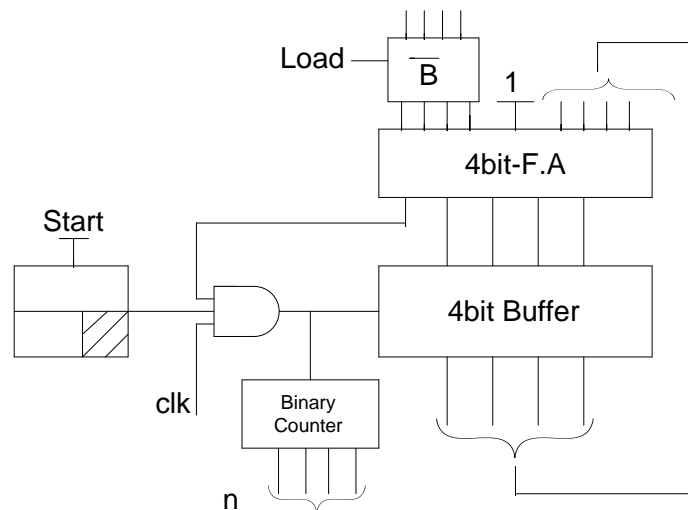 Load
B
1
4bit-F.A
Start
4bit Buffer
clk
Binary
Counter
n